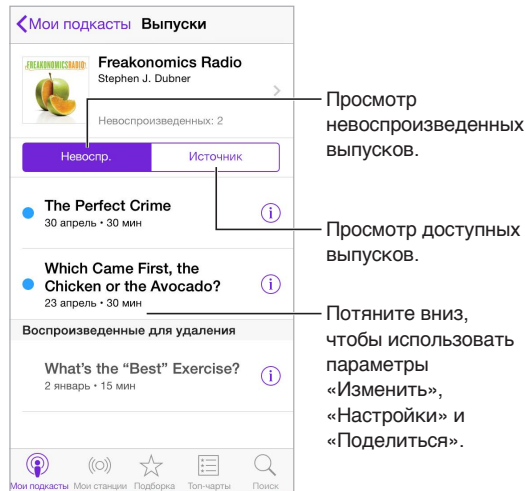 Мои подкасты Выпуски
FREAKONOMICSRADIO
Freakonomics Radio
Stephen J. Dubner
Невоспроизведенных: 2
Невоспр. Источник
The Perfect Crime
30 апрель • 30 мин
Which Came First, the
Chicken or the Avocado?
23 апрель • 30 мин
Воспроизведенные для удаления
What's the “Best” Exercise?
2 январь • 15 мин
Мои подкасты Мои станции Подборка Топ-чарты Поиск
Просмотр
невоспроизведенных
выпусков.
Просмотр доступных
выпусков.
Потяните вниз,
чтобы использовать
параметры
«Изменить»,
«Настройки» и
«Поделиться».